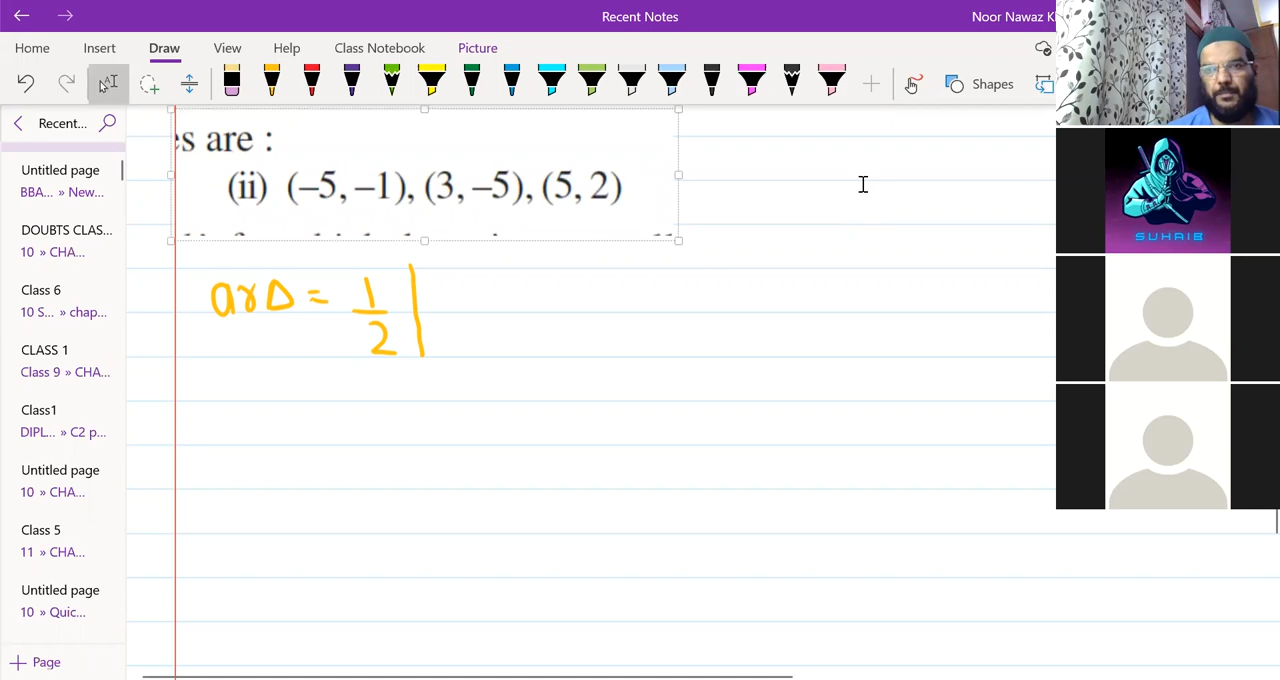 Recent Notes
Noor Nawaz K
Home Insert Draw View Help Class Notebook Picture
Shapes
Recent...
Untitled page
BBA... » New...
DOUBTS CLAS...
10 » CHA...
Class 6
10 S... » chap...
CLASS 1
Class 9 » CHA...
Class1
DIPL... » C2 p...
Untitled page
10 » CHA...
Class 5
11 » CHA...
Untitled page
10 » Quic...
+ Page
es are :
(ii) (–5, –1), (3, –5), (5, 2)
ar Δ = 1/2 |
SUHAIB